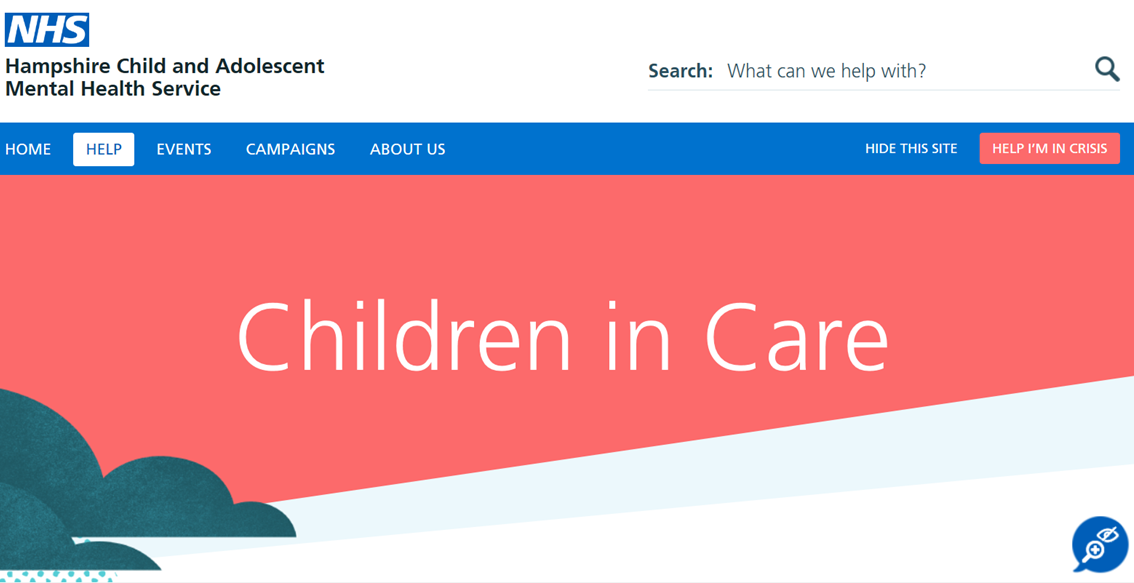 NHS
Hampshire Child and Adolescent
Mental Health Service
Search: What can we help with?
HOME HELP EVENTS CAMPAIGNS ABOUT US HIDE THIS SITE HELP I'M IN CRISIS
Children in Care